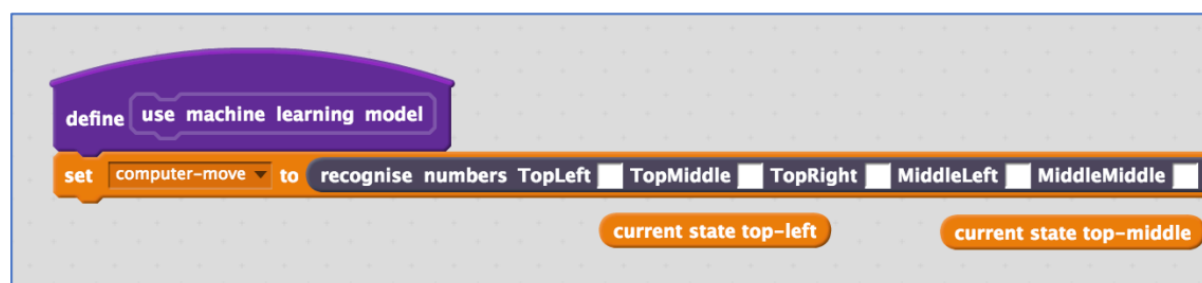 define use machine learning model
set computer-move to recognise numbers TopLeft TopMiddle TopRight MiddleLeft MiddleMiddle
current state top-left current state top-middle